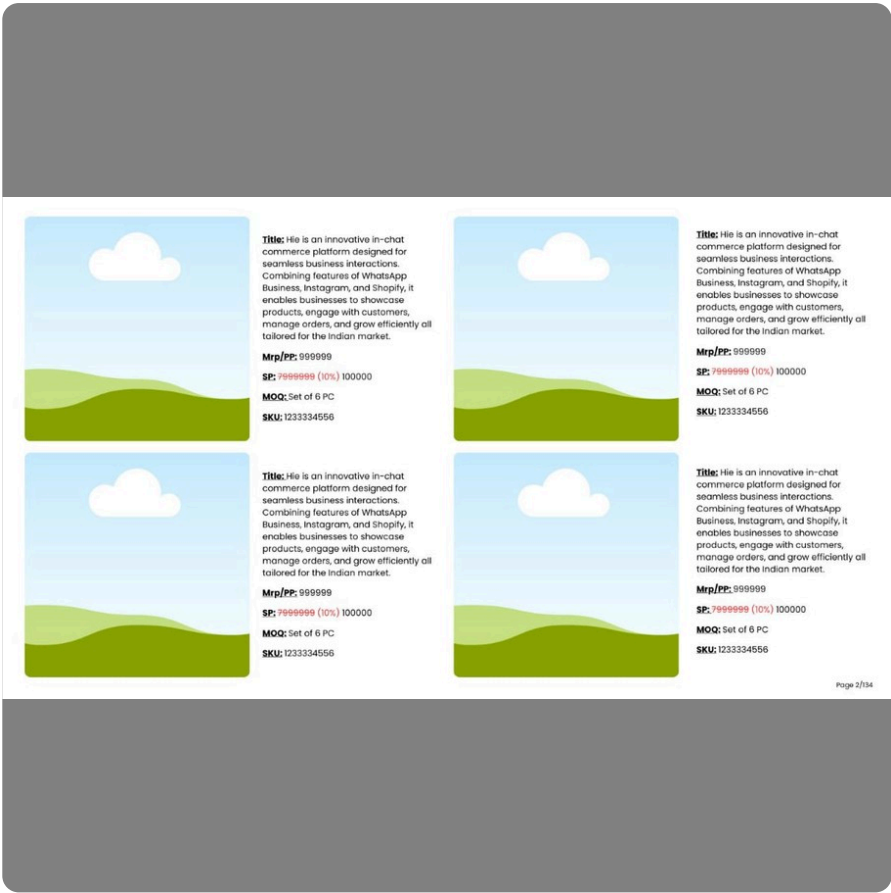 Title: Hie is an innovative in-chat
commerce platform designed for
seamless business interactions.
Combining features of WhatsApp
Business, Instagram, and Shopify, it
enables businesses to showcase
products, engage with customers,
manage orders, and grow efficiently all
tailored for the Indian market.
Mrp/PP: 999999
SP: 7999999 (10%) 100000
MOQ: Set of 6 PC
SKU: 1233334556
Title: Hie is an innovative in-chat
commerce platform designed for
seamless business interactions.
Combining features of WhatsApp
Business, Instagram, and Shopify, it
enables businesses to showcase
products, engage with customers,
manage orders, and grow efficiently all
tailored for the Indian market.
Mrp/PP: 999999
SP: 7999999 (10%) 100000
MOQ: Set of 6 PC
SKU: 1233334556
Title: Hie is an innovative in-chat
commerce platform designed for
seamless business interactions.
Combining features of WhatsApp
Business, Instagram, and Shopify, it
enables businesses to showcase
products, engage with customers,
manage orders, and grow efficiently all
tailored for the Indian market.
Mrp/PP: 999999
SP: 7999999 (10%) 100000
MOQ: Set of 6 PC
SKU: 1233334556
Title: Hie is an innovative in-chat
commerce platform designed for
seamless business interactions.
Combining features of WhatsApp
Business, Instagram, and Shopify, it
enables businesses to showcase
products, engage with customers,
manage orders, and grow efficiently all
tailored for the Indian market.
Mrp/PP: 999999
SP: 7999999 (10%) 100000
MOQ: Set of 6 PC
SKU: 1233334556
Page 2/134